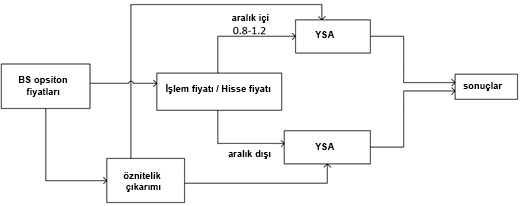 aralık içi
0.8-1.2
YSA
BS opsiton
fiyatları
İşlem fiyatı / Hisse fiyatı
sonuçlar
aralık dışı
YSA
öznitelik
çıkarımı